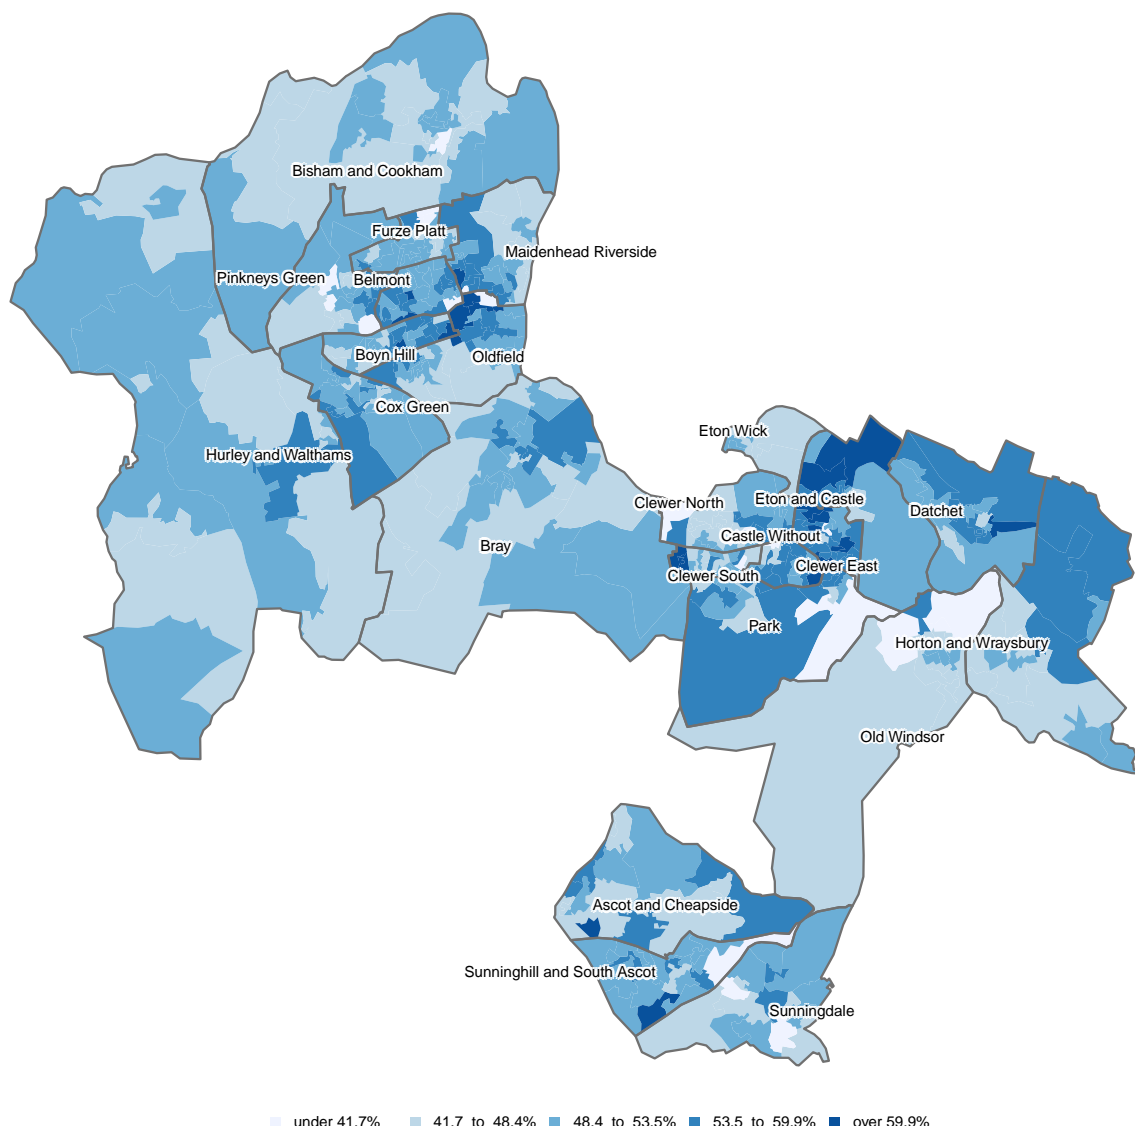 Bisham and Cookham
Furze Platt
Maidenhead Riverside
Pinkneys Green
Belmont
Boyn Hill
Oldfield
Cox Green
Eton Wick
Hurley and Walthams
Clewer North
Eton and Castle
Datchet
Castle Without
Bray
Clewer East
Clewer South
Park
Horton and Wraysbury
Old Windsor
Ascot and Cheapside
Sunninghill and South Ascot
Sunningdale
under 41.7% 41.7 to 48.4% 48.4 to 53.5% 53.5 to 59.9% over 59.9%